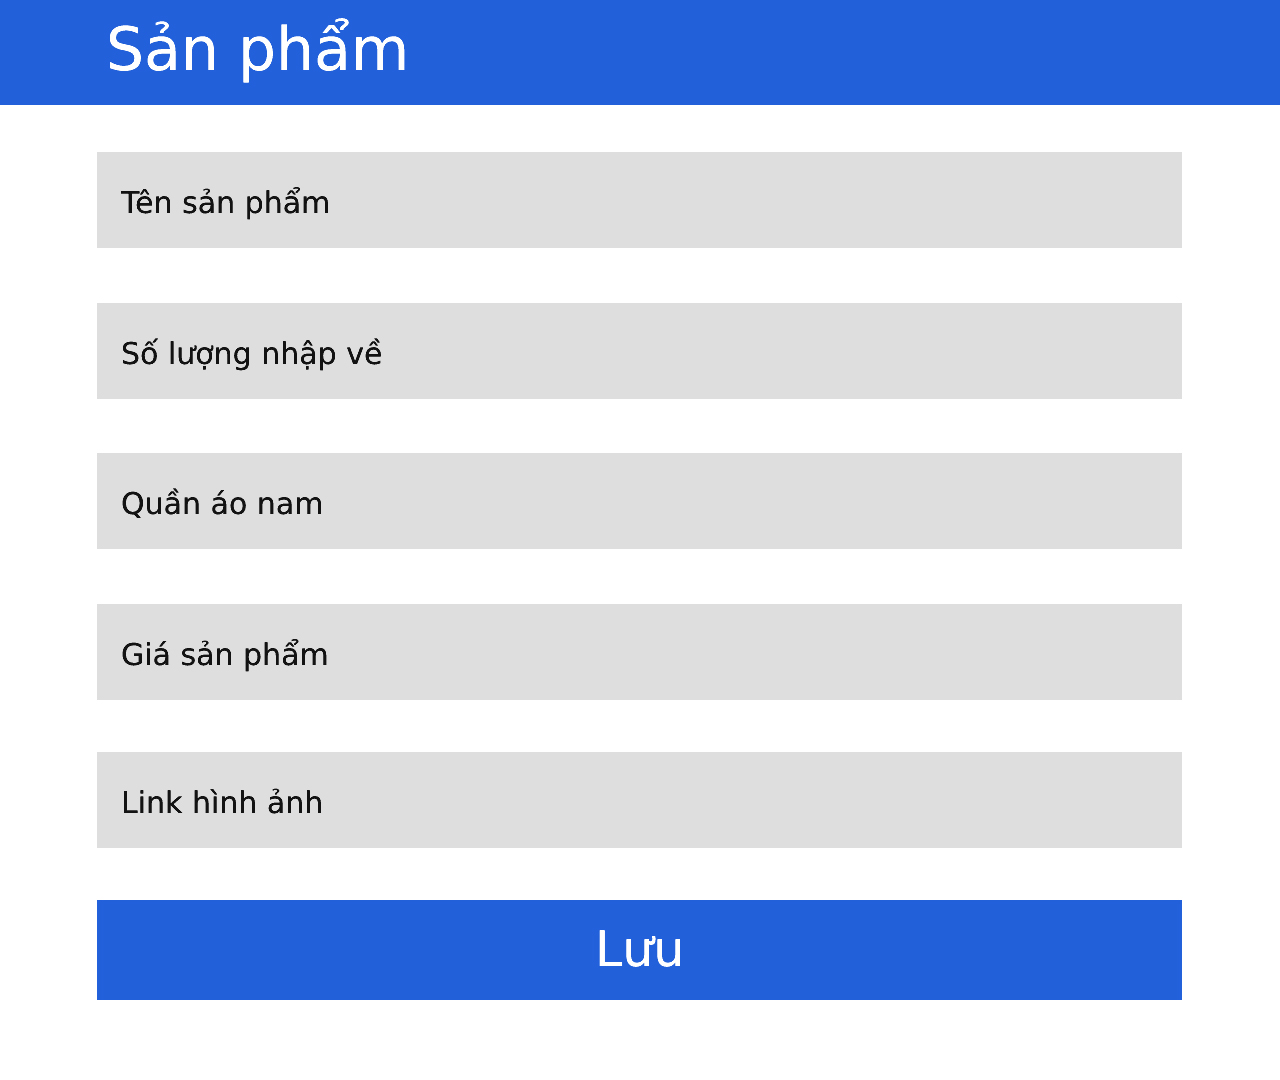 Sản phẩm
Tên sản phẩm
Số lượng nhập về
Quần áo nam
Giá sản phẩm
Link hình ảnh
Lưu